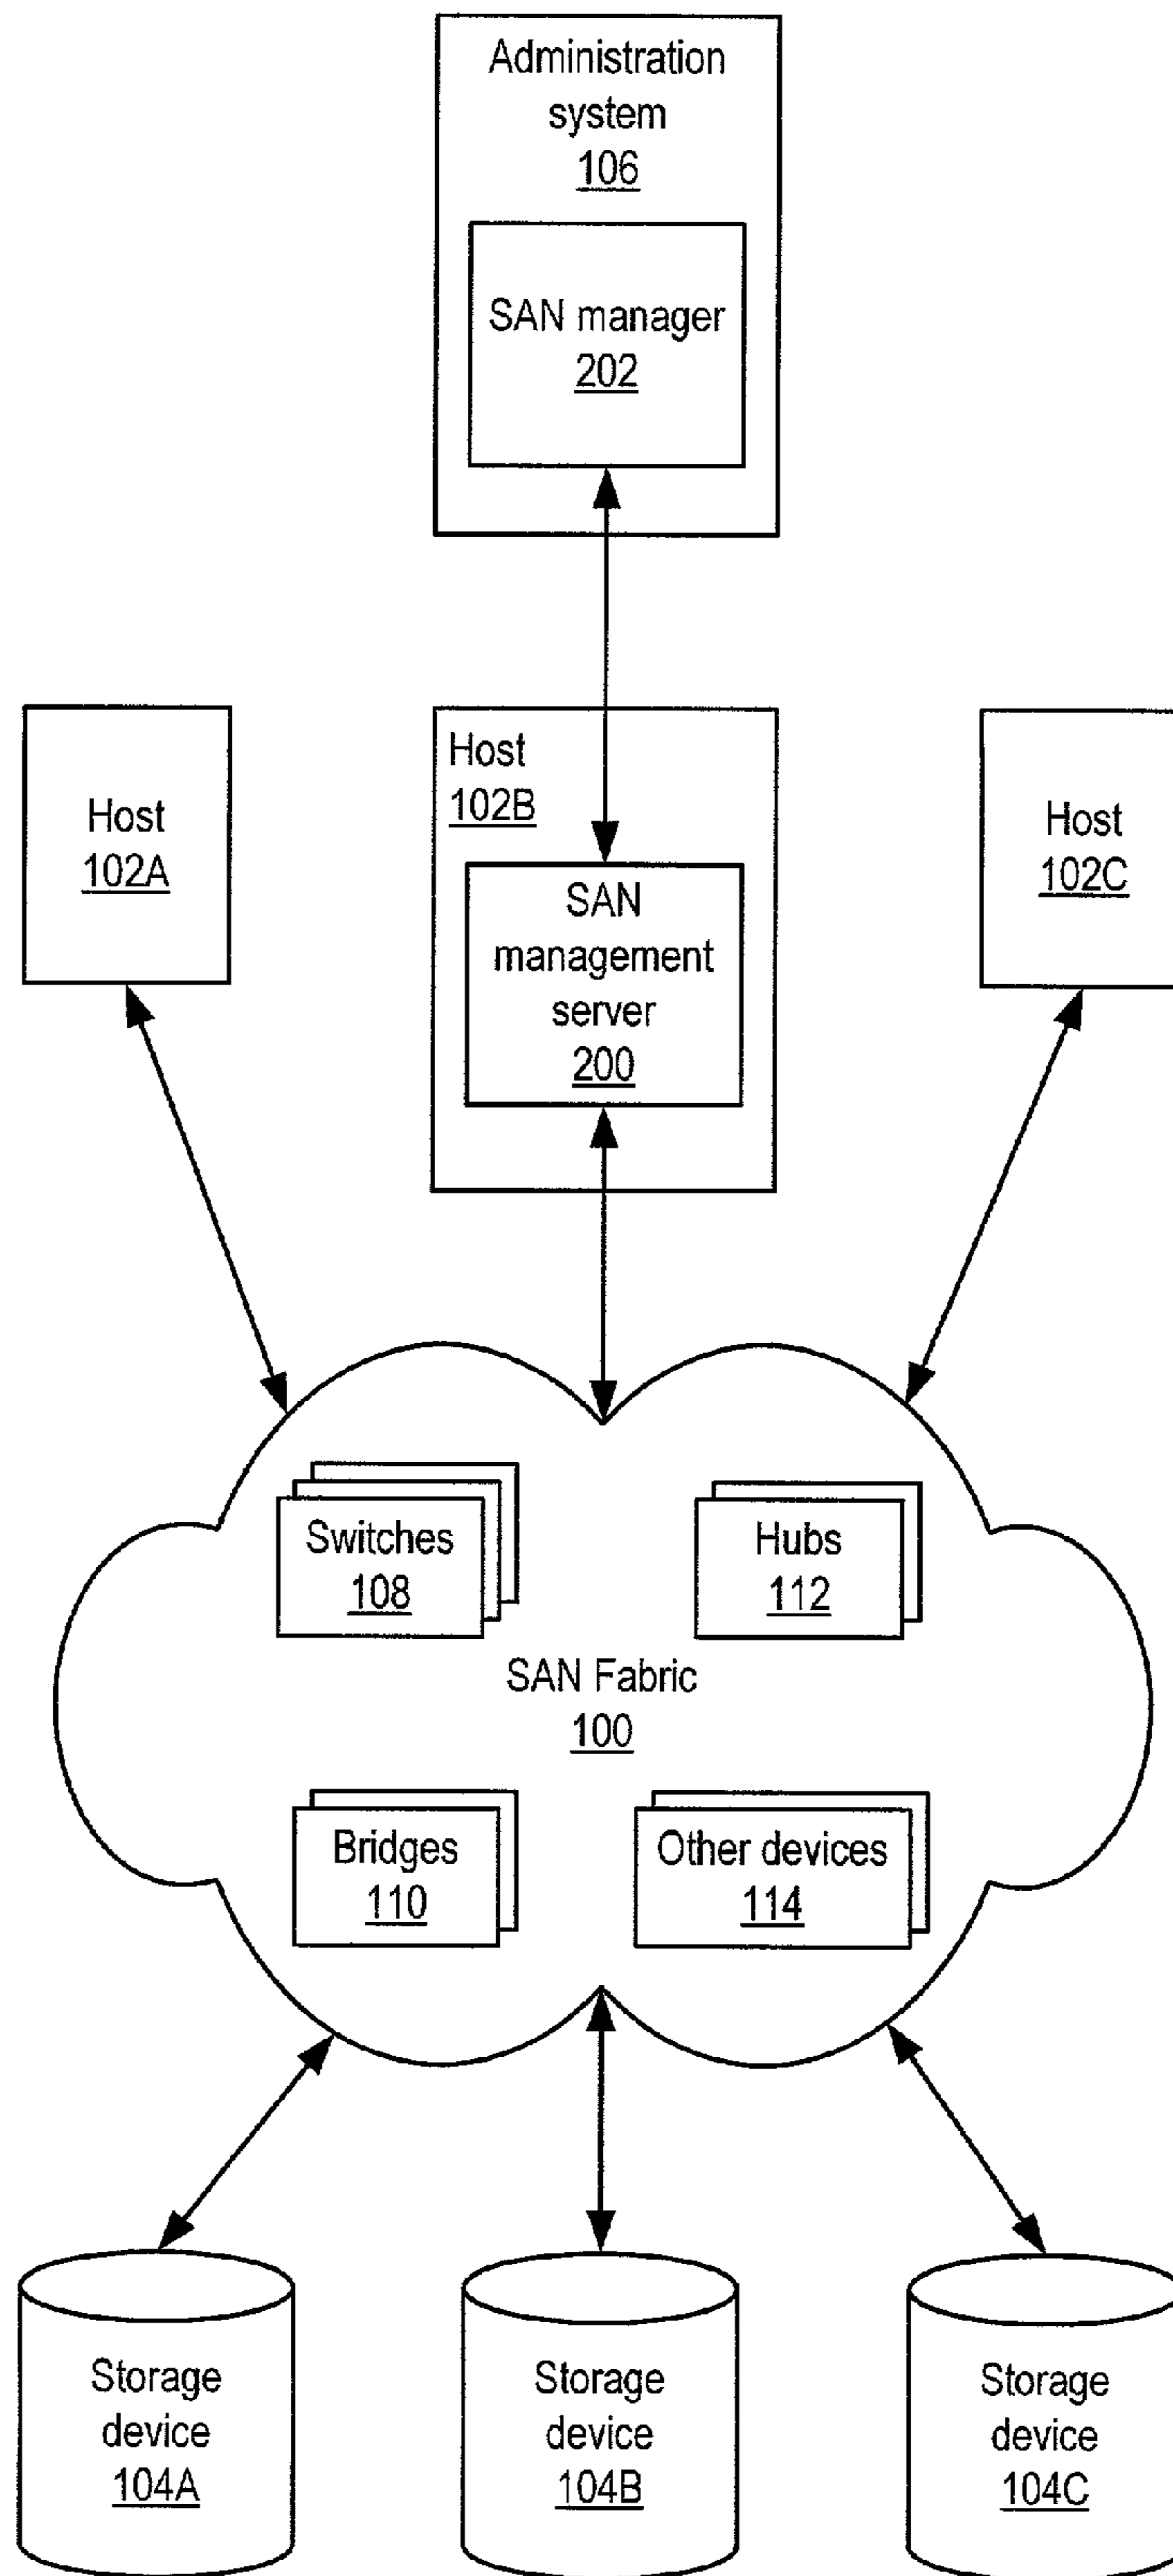 Administration
system
106
SAN manager
202
Host
102A
Host
102B
SAN
management
server
200
Host
102C
Switches
108
Hubs
112
SAN Fabric
100
Bridges
110
Other devices
114
Storage
device
104A
Storage
device
104B
Storage
device
104C